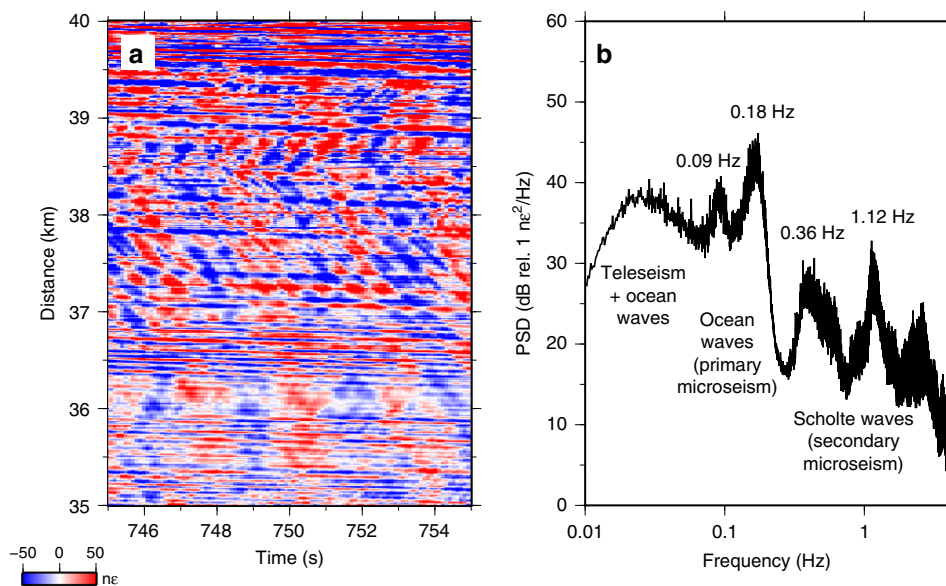 a
40
39
38
37
36
35
Distance (km)
746
748
750
752
754
Time (s)
−50
0
50
nε
b
60
50
40
30
20
10
0
PSD (dB rel. 1 nε²/Hz)
0.18 Hz
0.09 Hz
0.36 Hz
1.12 Hz
Teleseism
+ ocean
waves
Ocean
waves
(primary
microseism)
Scholte waves
(secondary
microseism)
0.01
0.1
1
Frequency (Hz)